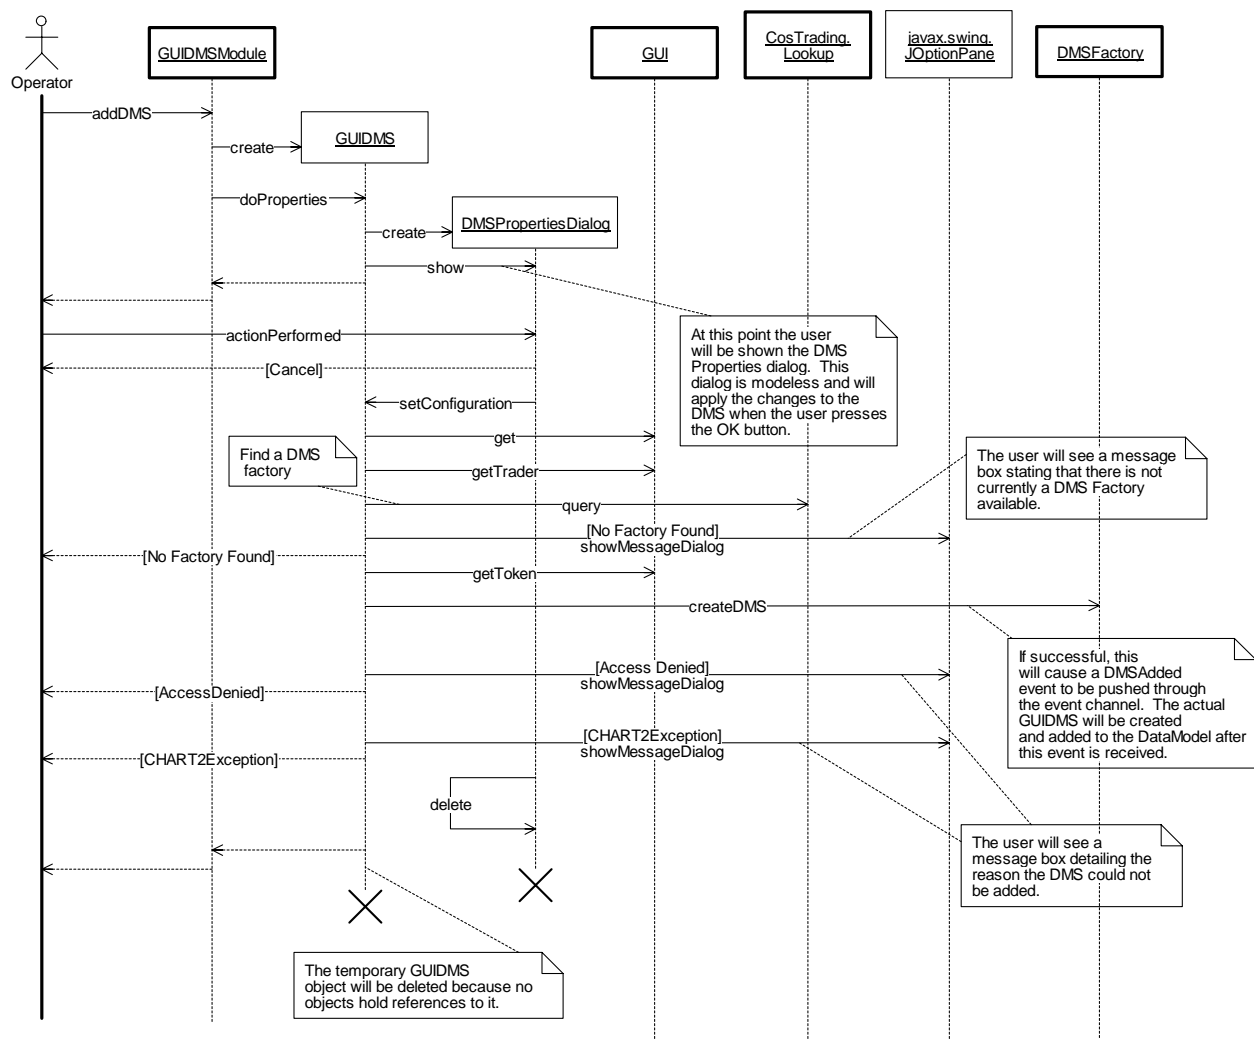 Operator
GUIDMSModule
GUI
CosTrading.
Lookup
javax.swing.
JOptionPane
DMSFactory
addDMS
GUIDMS
create
doProperties
DMSPropertiesDialog
create
show
At this point the user
will be shown the DMS
Properties dialog.  This
dialog is modeless and will
apply the changes to the
DMS when the user presses
the OK button.
actionPerformed
[Cancel]
setConfiguration
get
Find a DMS
factory
getTrader
The user will see a message
box stating that there is not
currently a DMS Factory
available.
query
[No Factory Found]
showMessageDialog
[No Factory Found]
getToken
createDMS
If successful, this
will cause a DMSAdded
event to be pushed through
the event channel.  The actual
GUIDMS will be created
and added to the DataModel after
this event is received.
[Access Denied]
showMessageDialog
[AccessDenied]
[CHART2Exception]
showMessageDialog
[CHART2Exception]
delete
The user will see a
message box detailing the
reason the DMS could not
be added.
The temporary GUIDMS
object will be deleted because no
objects hold references to it.